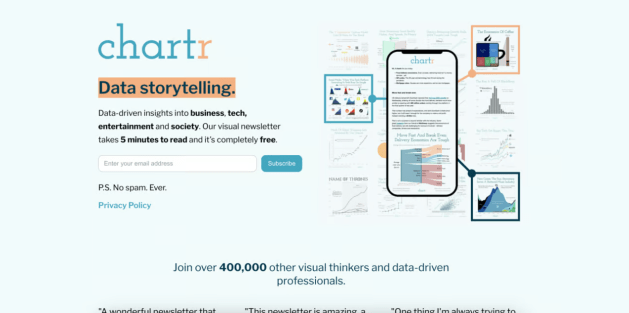 chartr
Data storytelling.
Data-driven insights into business, tech,
entertainment and society. Our visual newsletter
takes 5 minutes to read and it's completely free.
Enter your email address
Subscribe
P.S. No spam. Ever.
Privacy Policy
chartr
Join over 400,000 other visual thinkers and data-driven
professionals.
"A wonderful newsletter that
"This newsletter is amazing, a
"One thing I'm always trying to